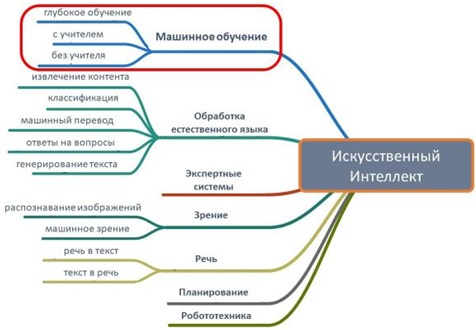 глубокое обучение
с учителем
без учителя
Машинное обучение
извлечение контента
классификация
машинный перевод
ответы на вопросы
генерирование текста
Обработка
естественного языка
Экспертные
системы
распознавание изображений
машинное зрение
Зрение
речь в текст
текст в речь
Речь
Планирование
Робототехника
Искусственный
Интеллект